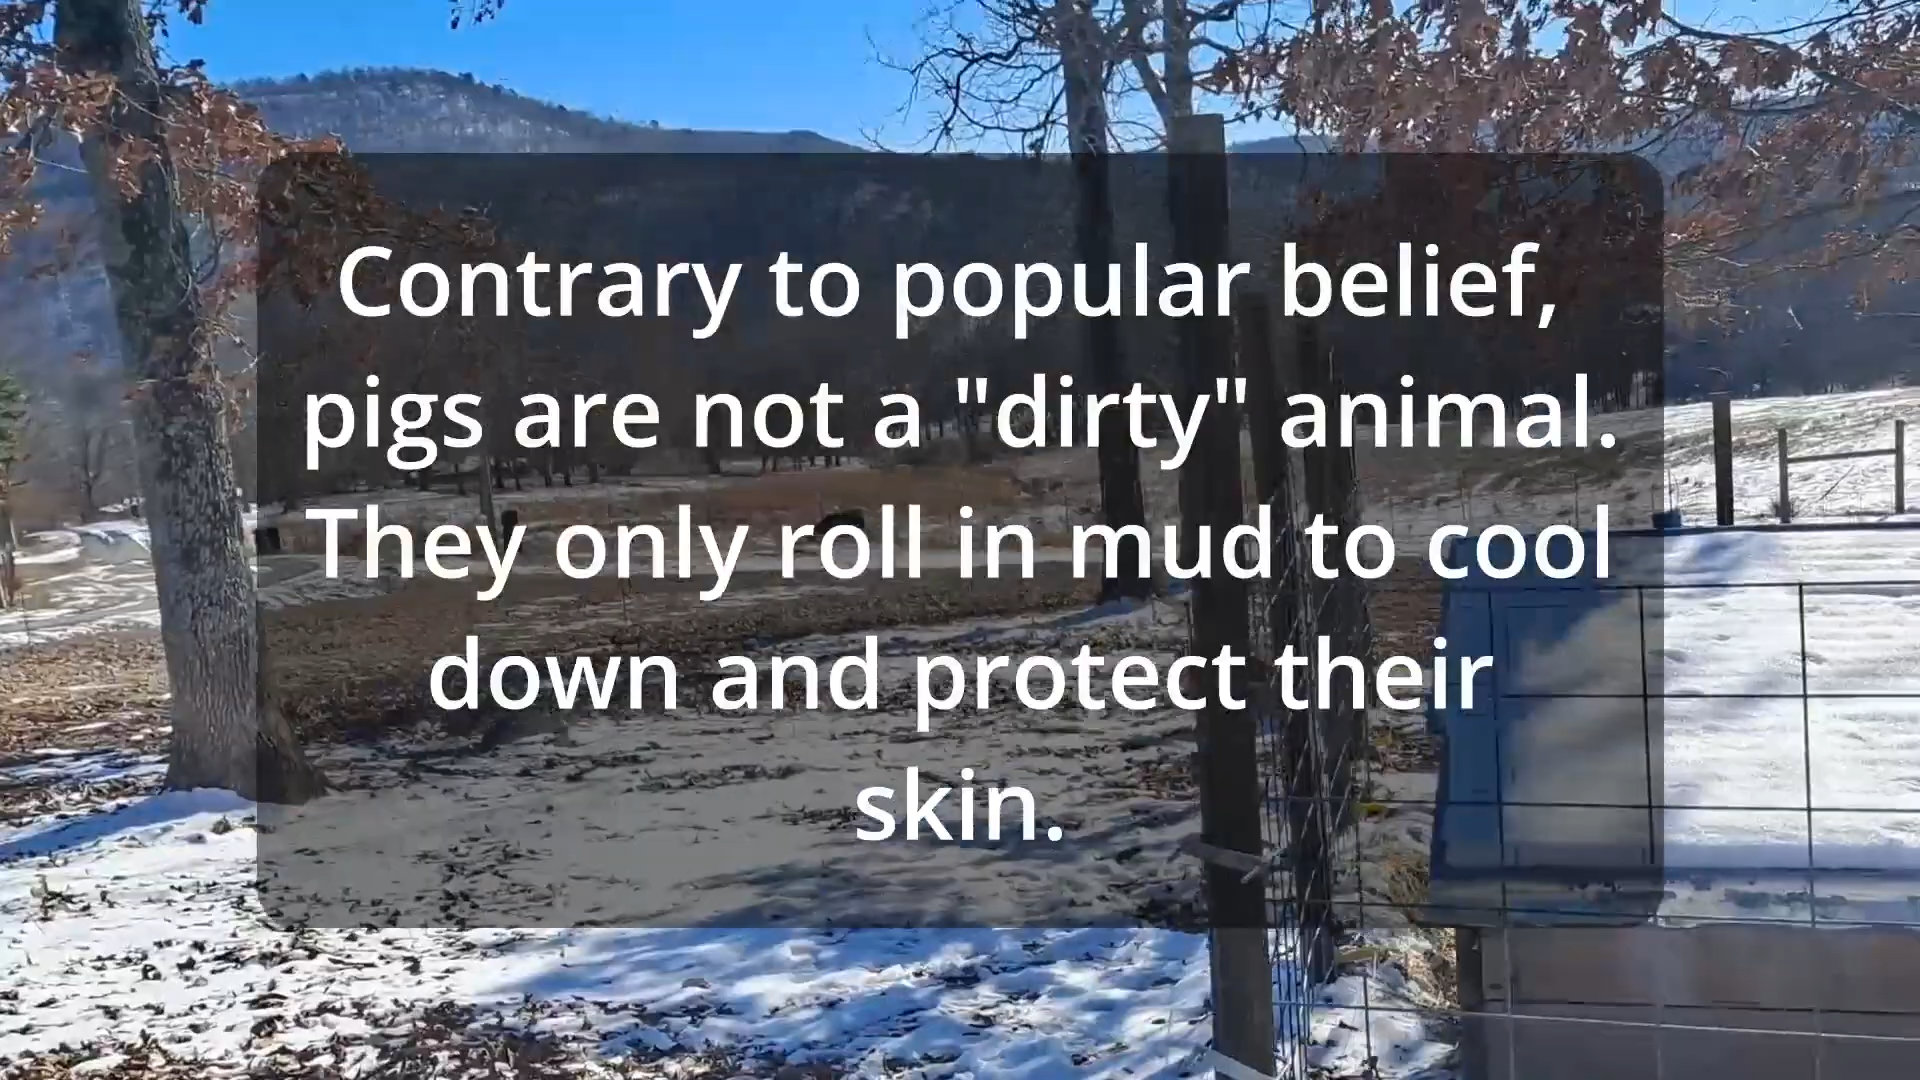 Contrary to popular belief,
pigs are not a "dirty" animal.
They only roll in mud to cool
down and protect their
skin.